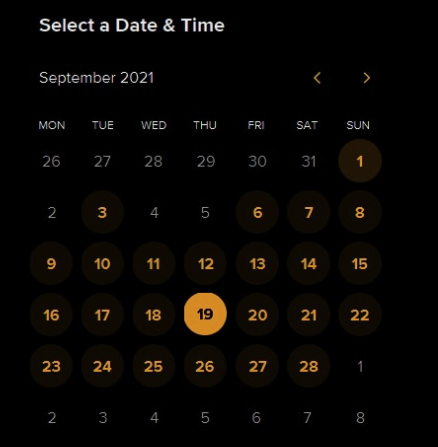 Select a Date & Time
September 2021
MON TUE WED THU FRI SAT SUN
26 27 28 29 30 31 1
2 3 4 5 6 7 8
9 10 11 12 13 14 15
16 17 18 19 20 21 22
23 24 25 26 27 28 1
2 3 4 5 6 7 8